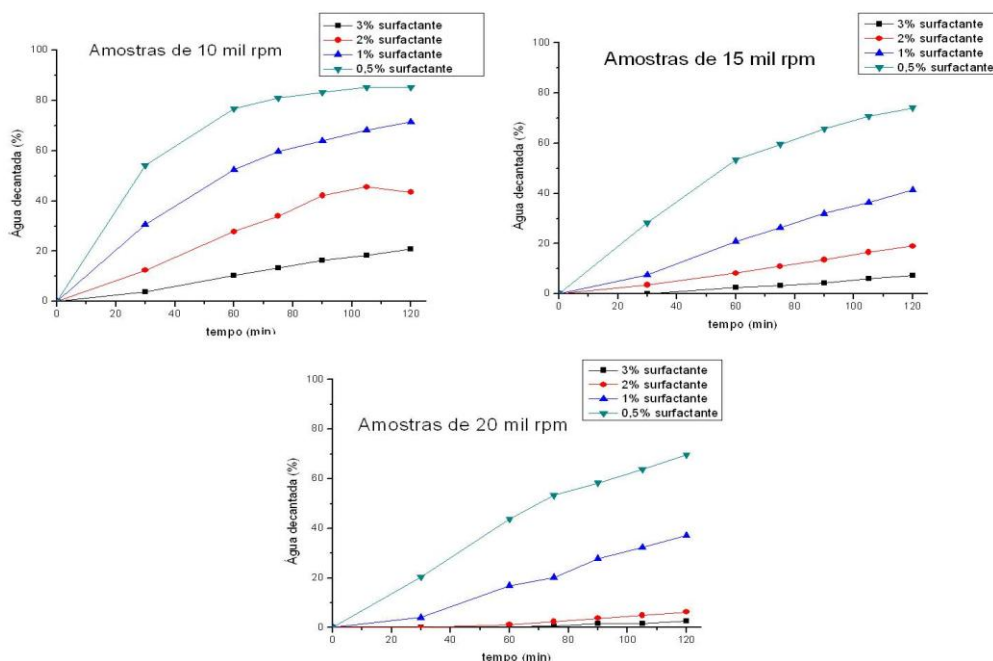 Amostras de 10 mil rpm
3% surfactante
2% surfactante
1% surfactante
0,5% surfactante
Água decantada (%)
100
80
60
40
20
0
0 20 40 60 80 100 120
tempo (min)
Amostras de 15 mil rpm
3% surfactante
2% surfactante
1% surfactante
0,5% surfactante
Água decantada (%)
100
80
60
40
20
0
0 20 40 60 80 100 120
tempo (min)
Amostras de 20 mil rpm
3% surfactante
2% surfactante
1% surfactante
0,5% surfactante
Água decantada (%)
100
80
60
40
20
0
0 20 40 60 80 100 120
tempo (min)